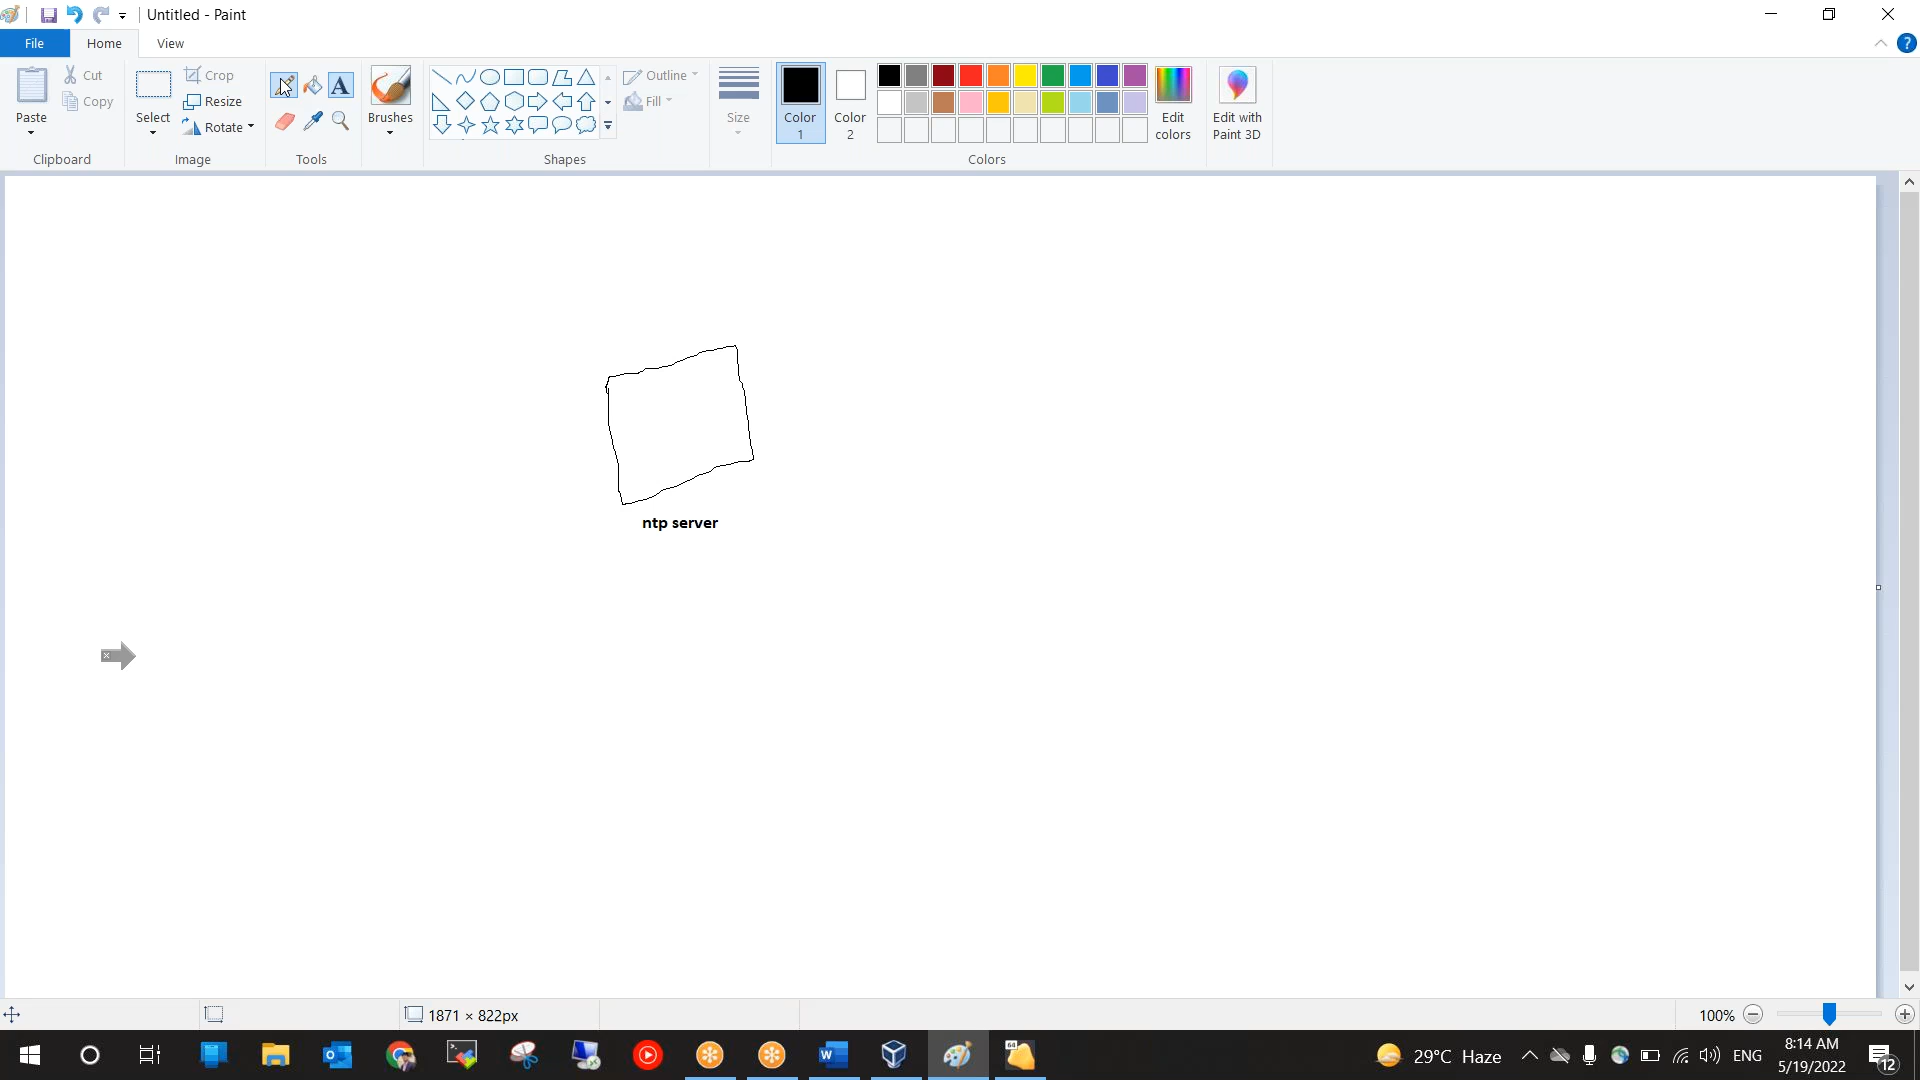 Untitled - Paint
File
Home
View
Paste
Cut
Copy
Clipboard
Select
Crop
Resize
Rotate
Image
Tools
Brushes
Shapes
Outline
Fill
Size
Color
1
Color
2
Colors
Edit
colors
Edit with
Paint 3D
ntp server
x
1871 × 822px
100%
64
29°C Haze
ENG
8:14 AM
5/19/2022
12